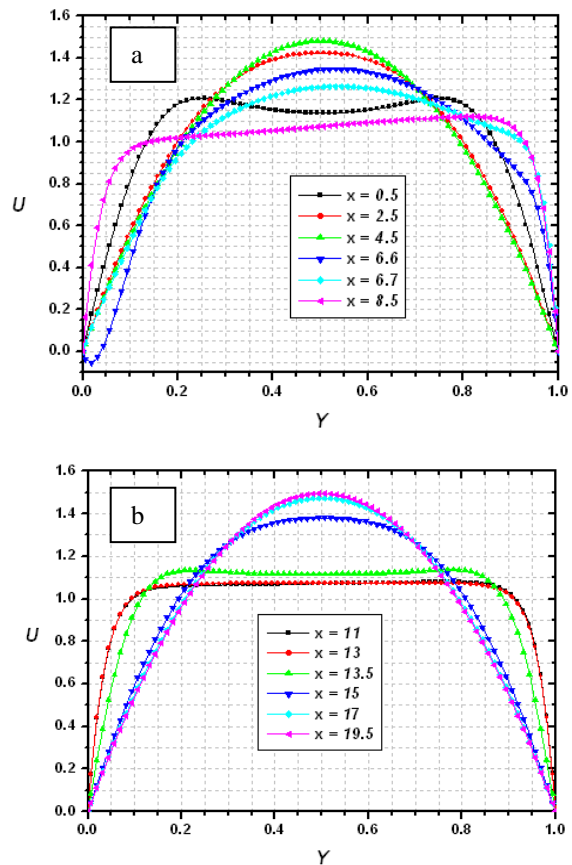 1.6
a
1.4
1.2
1.0
U
0.8
x = 0.5
x = 2.5
0.6
x = 4.5
x = 6.6
0.4
x = 6.7
x = 8.5
0.2
0.0
0.0 0.2 0.4 0.6 0.8 1.0
Y
1.6
b
1.4
1.2
1.0
U
0.8
x = 11
x = 13
0.6
x = 13.5
x = 15
0.4
x = 17
x = 19.5
0.2
0.0
0.0 0.2 0.4 0.6 0.8 1.0
Y